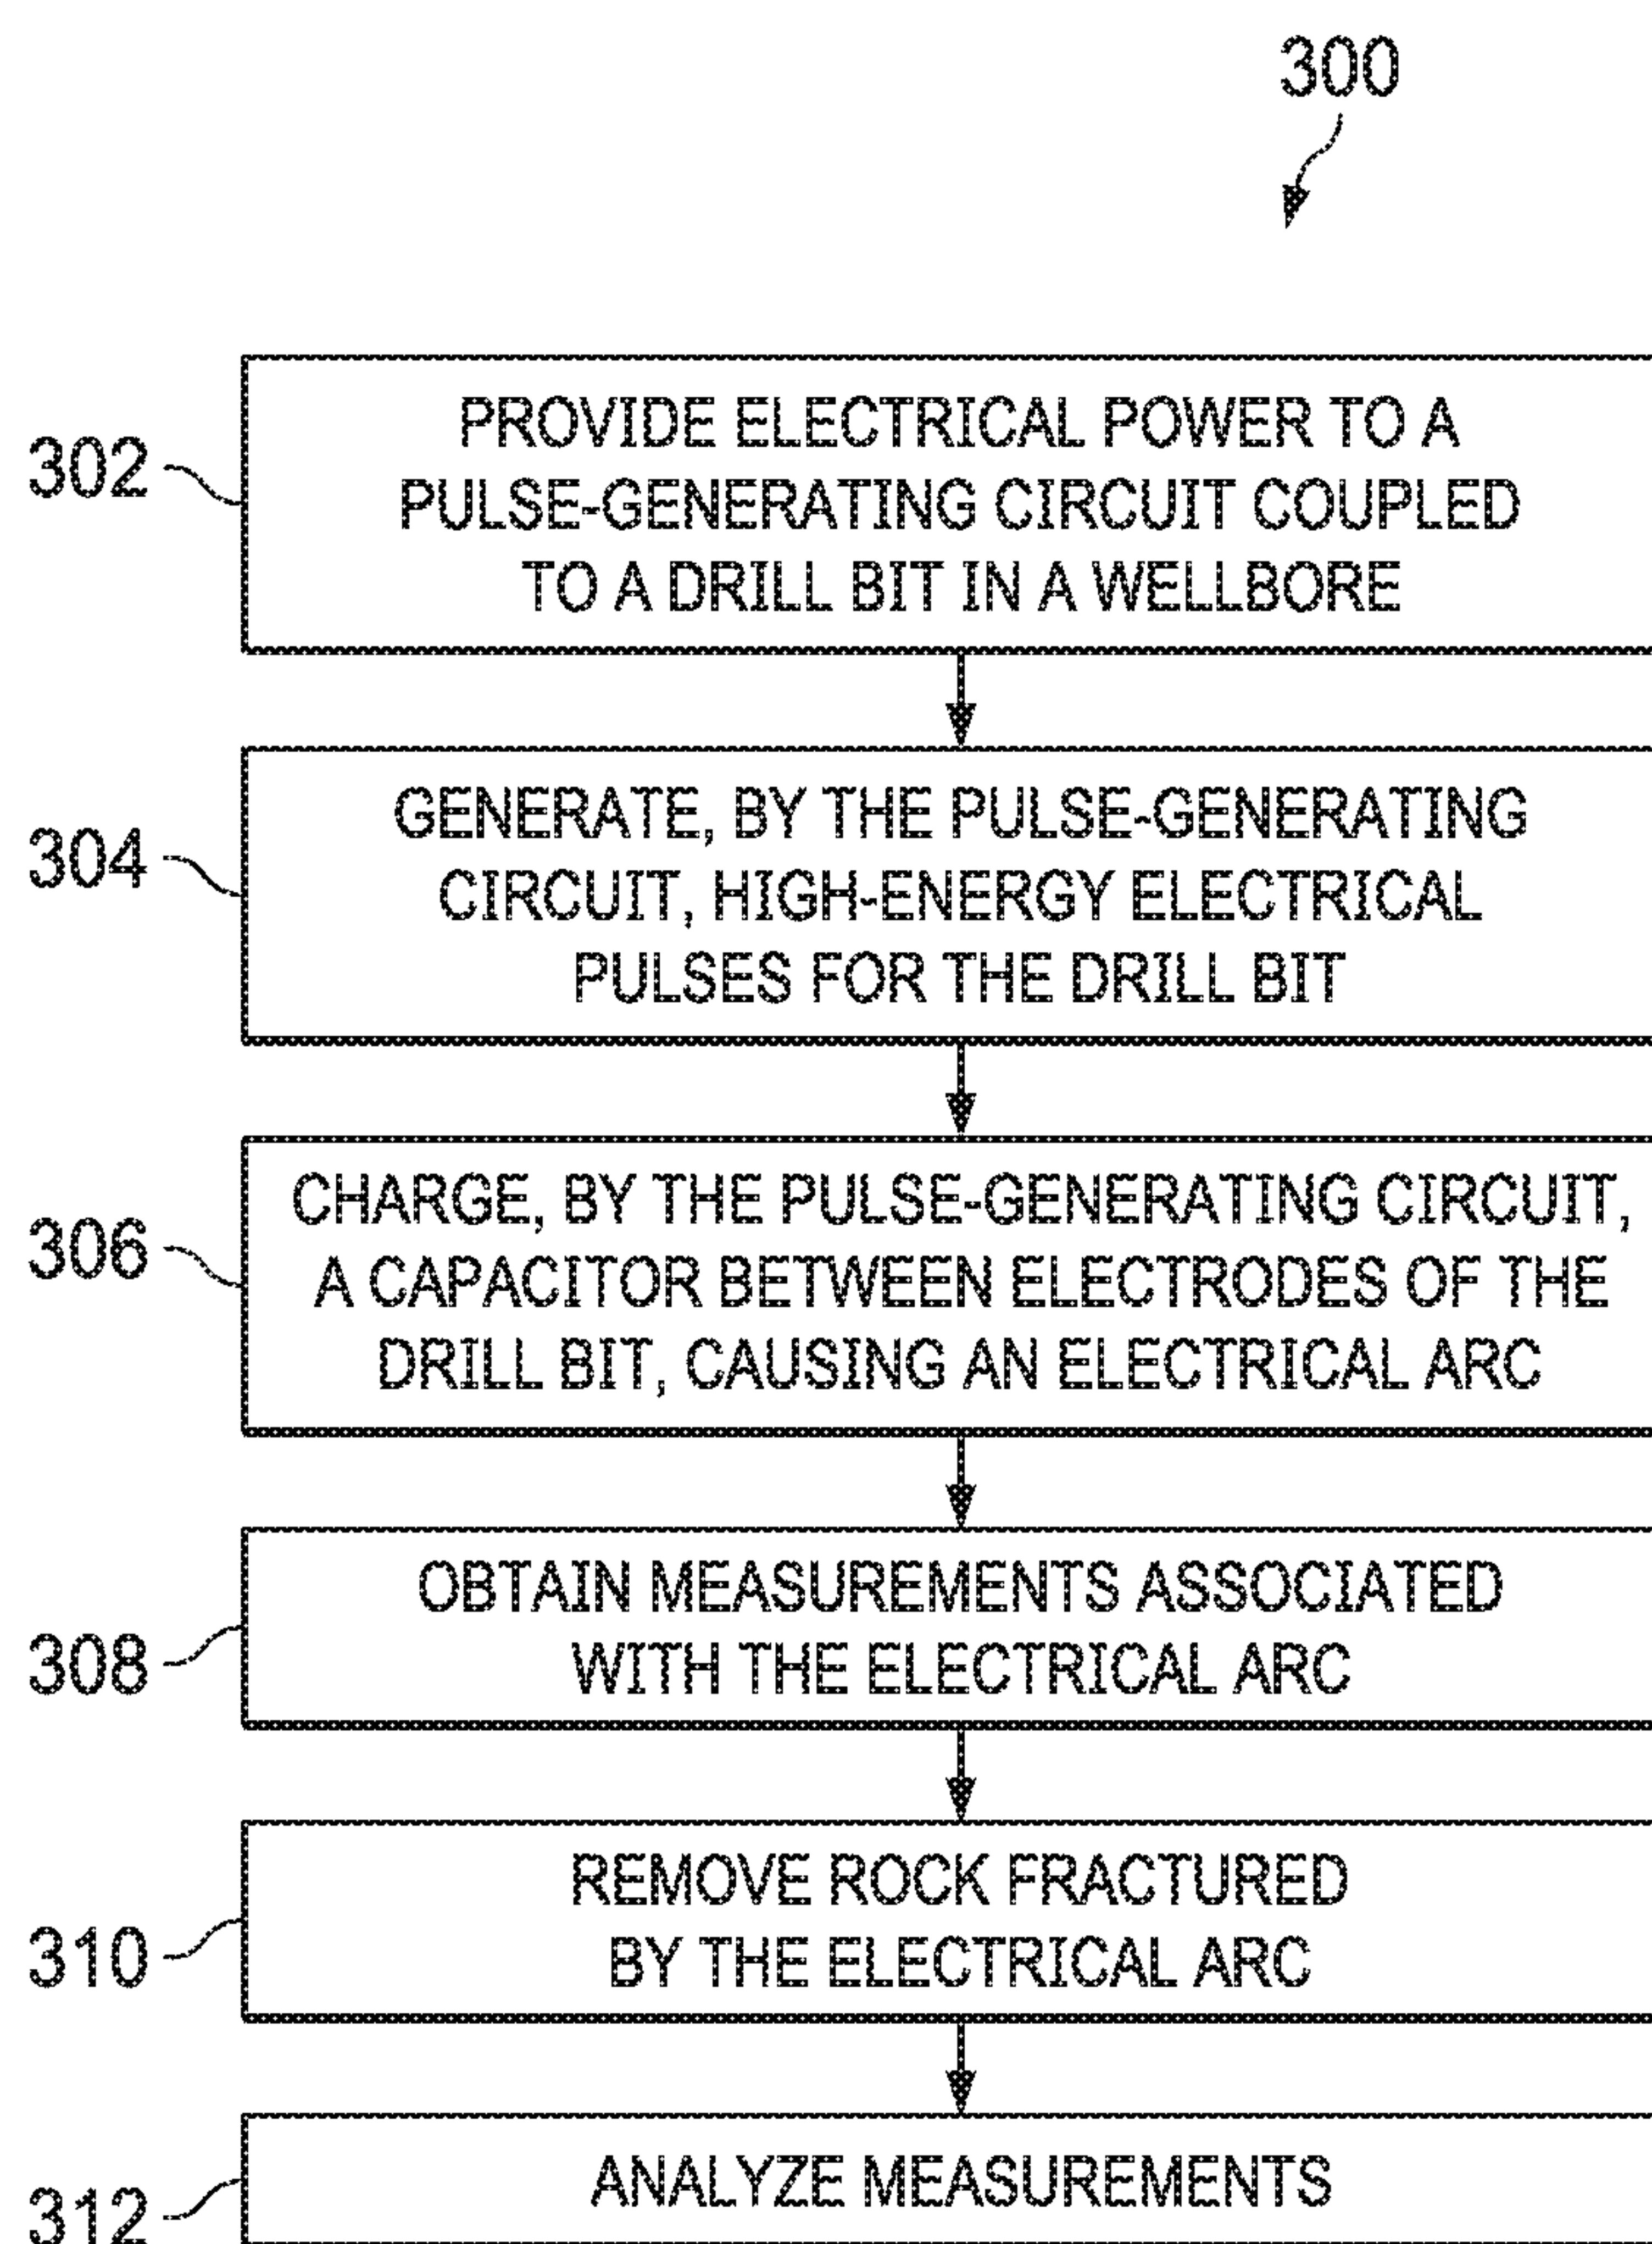 300
302
PROVIDE ELECTRICAL POWER TO A
PULSE-GENERATING CIRCUIT COUPLED
TO A DRILL BIT IN A WELLBORE
304
GENERATE, BY THE PULSE-GENERATING
CIRCUIT, HIGH-ENERGY ELECTRICAL
PULSES FOR THE DRILL BIT
306
CHARGE, BY THE PULSE-GENERATING CIRCUIT,
A CAPACITOR BETWEEN ELECTRODES OF THE
DRILL BIT, CAUSING AN ELECTRICAL ARC
308
OBTAIN MEASUREMENTS ASSOCIATED
WITH THE ELECTRICAL ARC
310
REMOVE ROCK FRACTURED
BY THE ELECTRICAL ARC
312
ANALYZE MEASUREMENTS